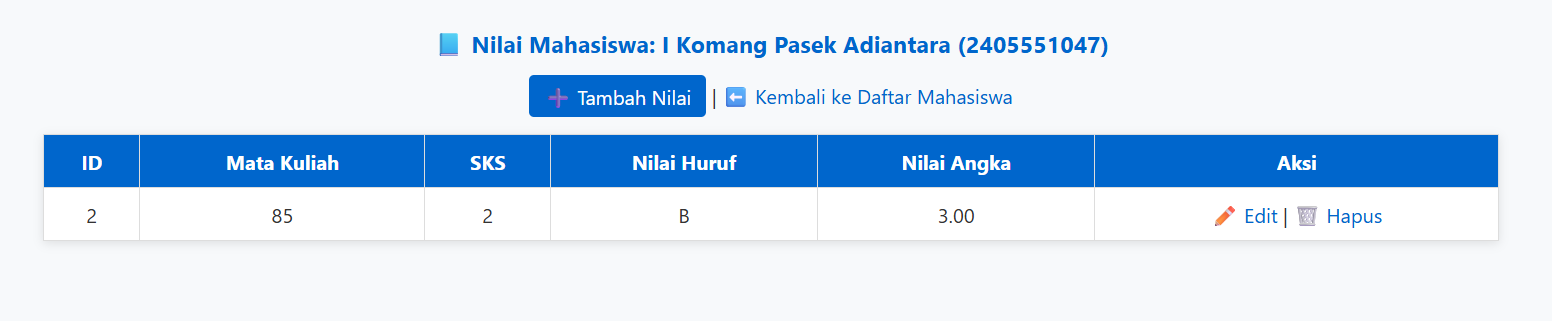 📘 Nilai Mahasiswa: I Komang Pasek Adiantara (2405551047)
➕ Tambah Nilai | ⬅️ Kembali ke Daftar Mahasiswa
ID Mata Kuliah SKS Nilai Huruf Nilai Angka Aksi
2 85 2 B 3.00 ✏️ Edit | 🗑️ Hapus